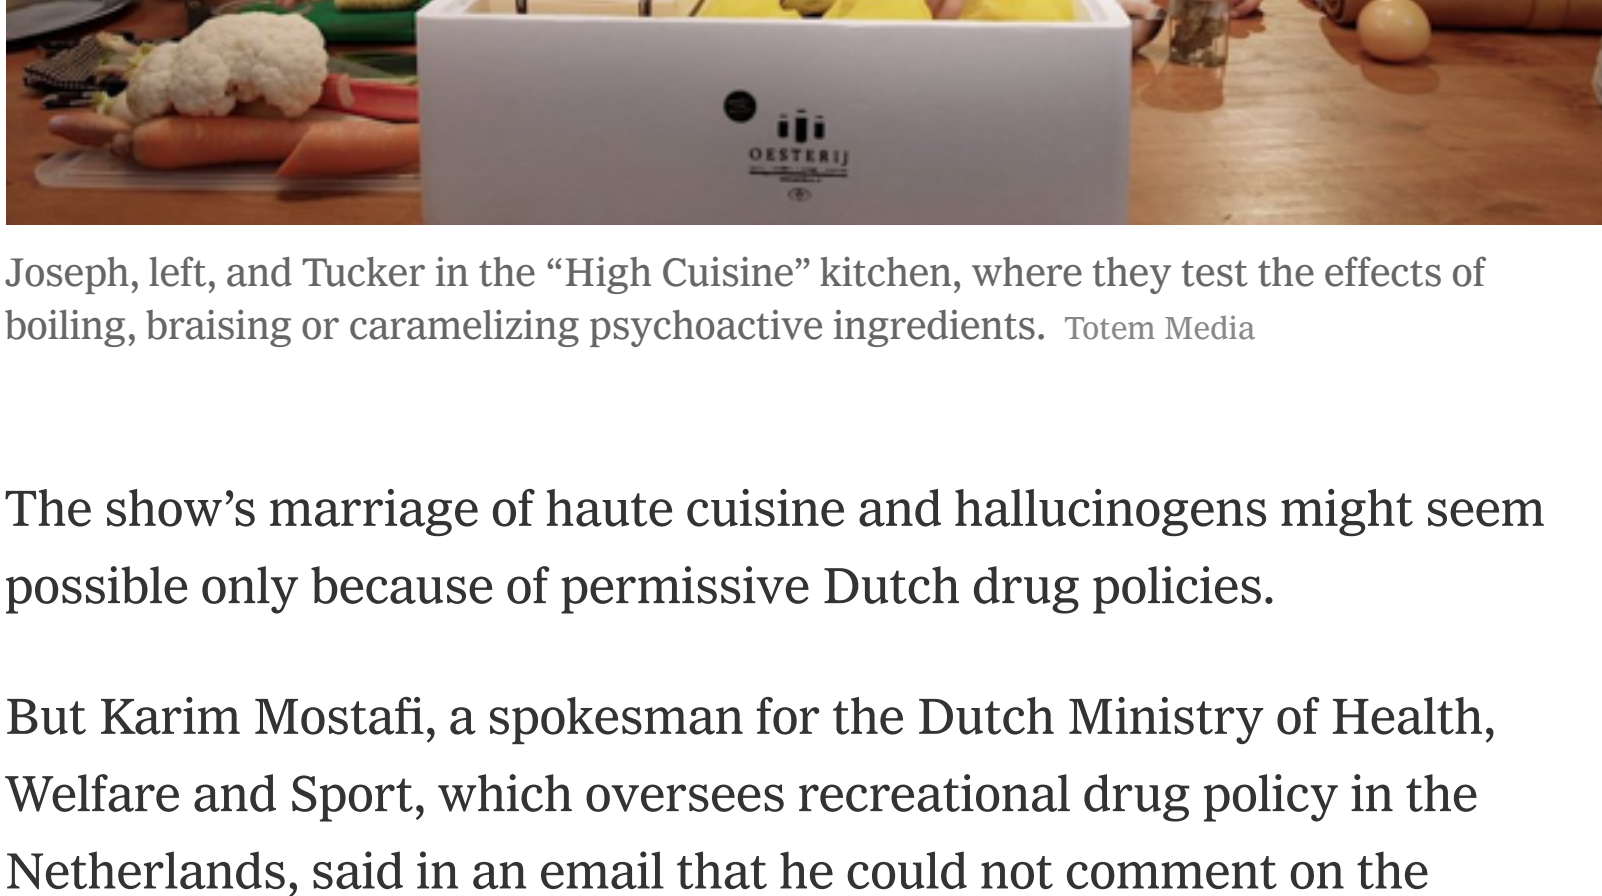 OESTERIJ
Joseph, left, and Tucker in the “High Cuisine” kitchen, where they test the effects of
boiling, braising or caramelizing psychoactive ingredients. Totem Media
The show’s marriage of haute cuisine and hallucinogens might seem
possible only because of permissive Dutch drug policies.
But Karim Mostafi, a spokesman for the Dutch Ministry of Health,
Welfare and Sport, which oversees recreational drug policy in the
Netherlands, said in an email that he could not comment on the